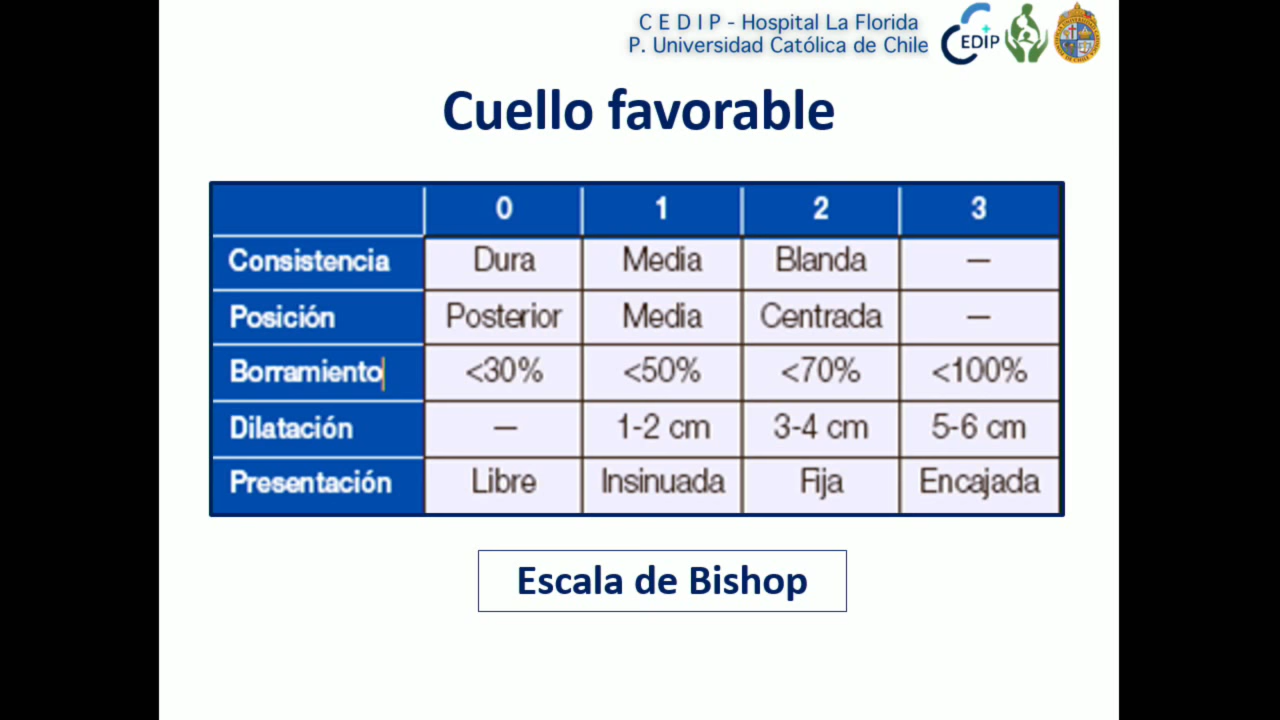 C E D I P - Hospital La Florida
P. Universidad Católica de Chile
EDIP
Cuello favorable
0 1 2 3
Consistencia Dura Media Blanda —
Posición Posterior Media Centrada —
Borramiento <30% <50% <70% <100%
Dilatación — 1-2 cm 3-4 cm 5-6 cm
Presentación Libre Insinuada Fija Encajada
Escala de Bishop